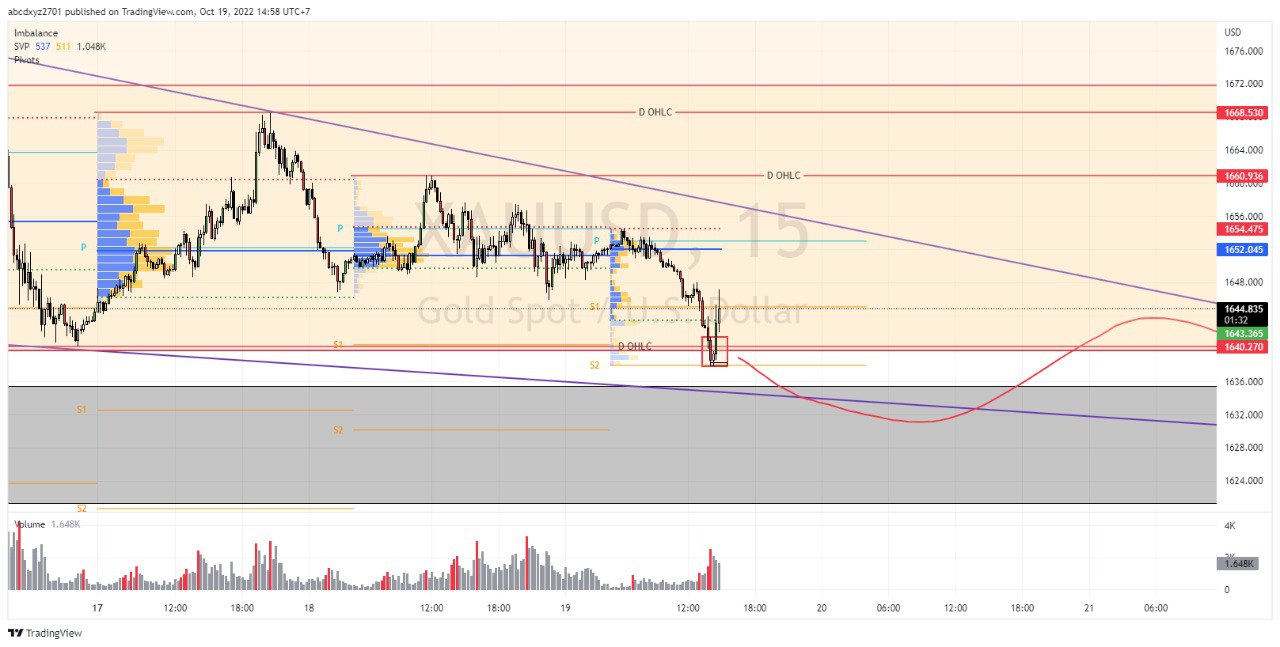 abcdxyz2701 published on TradingView.com, Oct 19, 2022 14:58 UTC+7
Imbalance
SVP 537 511 1.048K
Pivots
USD
1676.000
1672.000
D OHLC
1668.530
1664.000
D OHLC
1660.936
1660.000
1656.000
P
P
P
1654.475
XAUUSD, 15
1652.045
1648.000
Gold Spot / U.S. Dollar
S1
1644.835
01:32
1643.365
S1
D OHLC
1640.270
S2
1636.000
S1
1632.000
S2
1628.000
1624.000
S2
Volume 1.648K
4K
2K
1.648K
0
17 12:00 18:00 18 12:00 18:00 19 12:00 18:00 20 06:00 12:00 18:00 21 06:00
TradingView